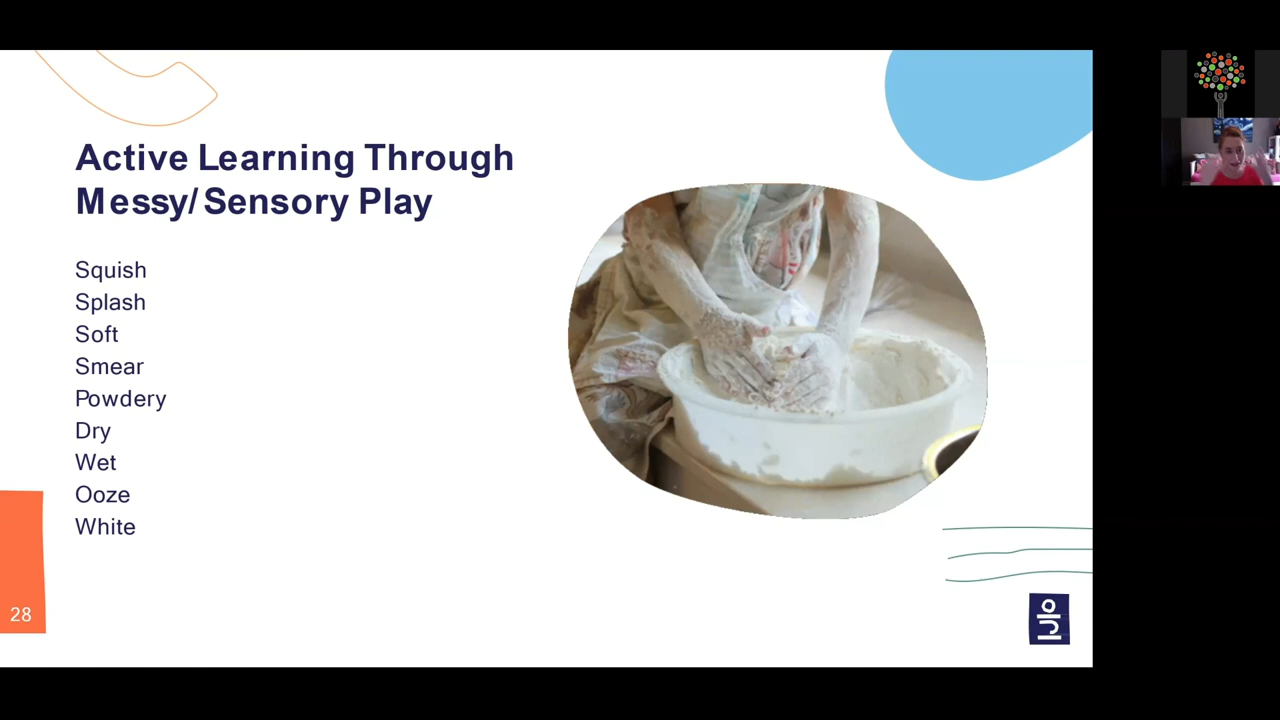 Active Learning Through
Messy/Sensory Play
Squish
Splash
Soft
Smear
Powdery
Dry
Wet
Ooze
White
28